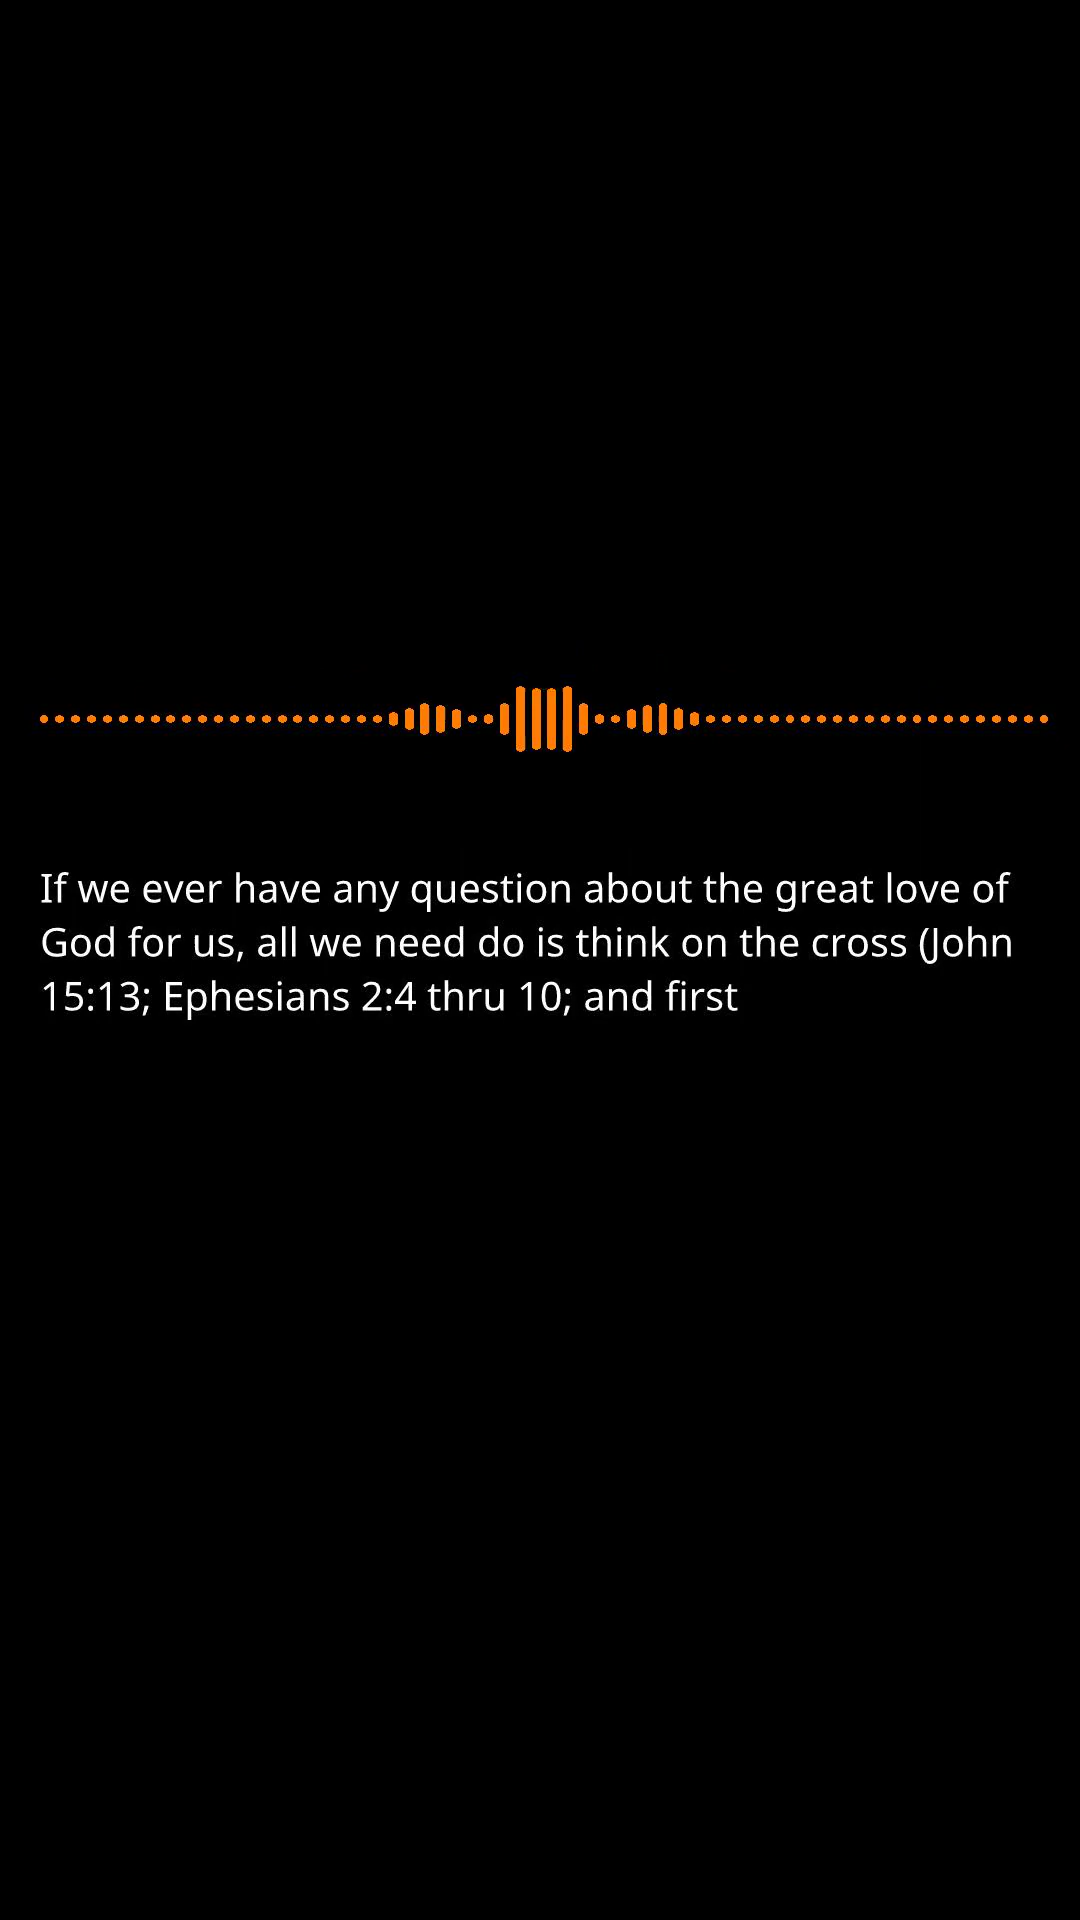 If we ever have any question about the great love of
God for us, all we need do is think on the cross (John
15:13; Ephesians 2:4 thru 10; and first